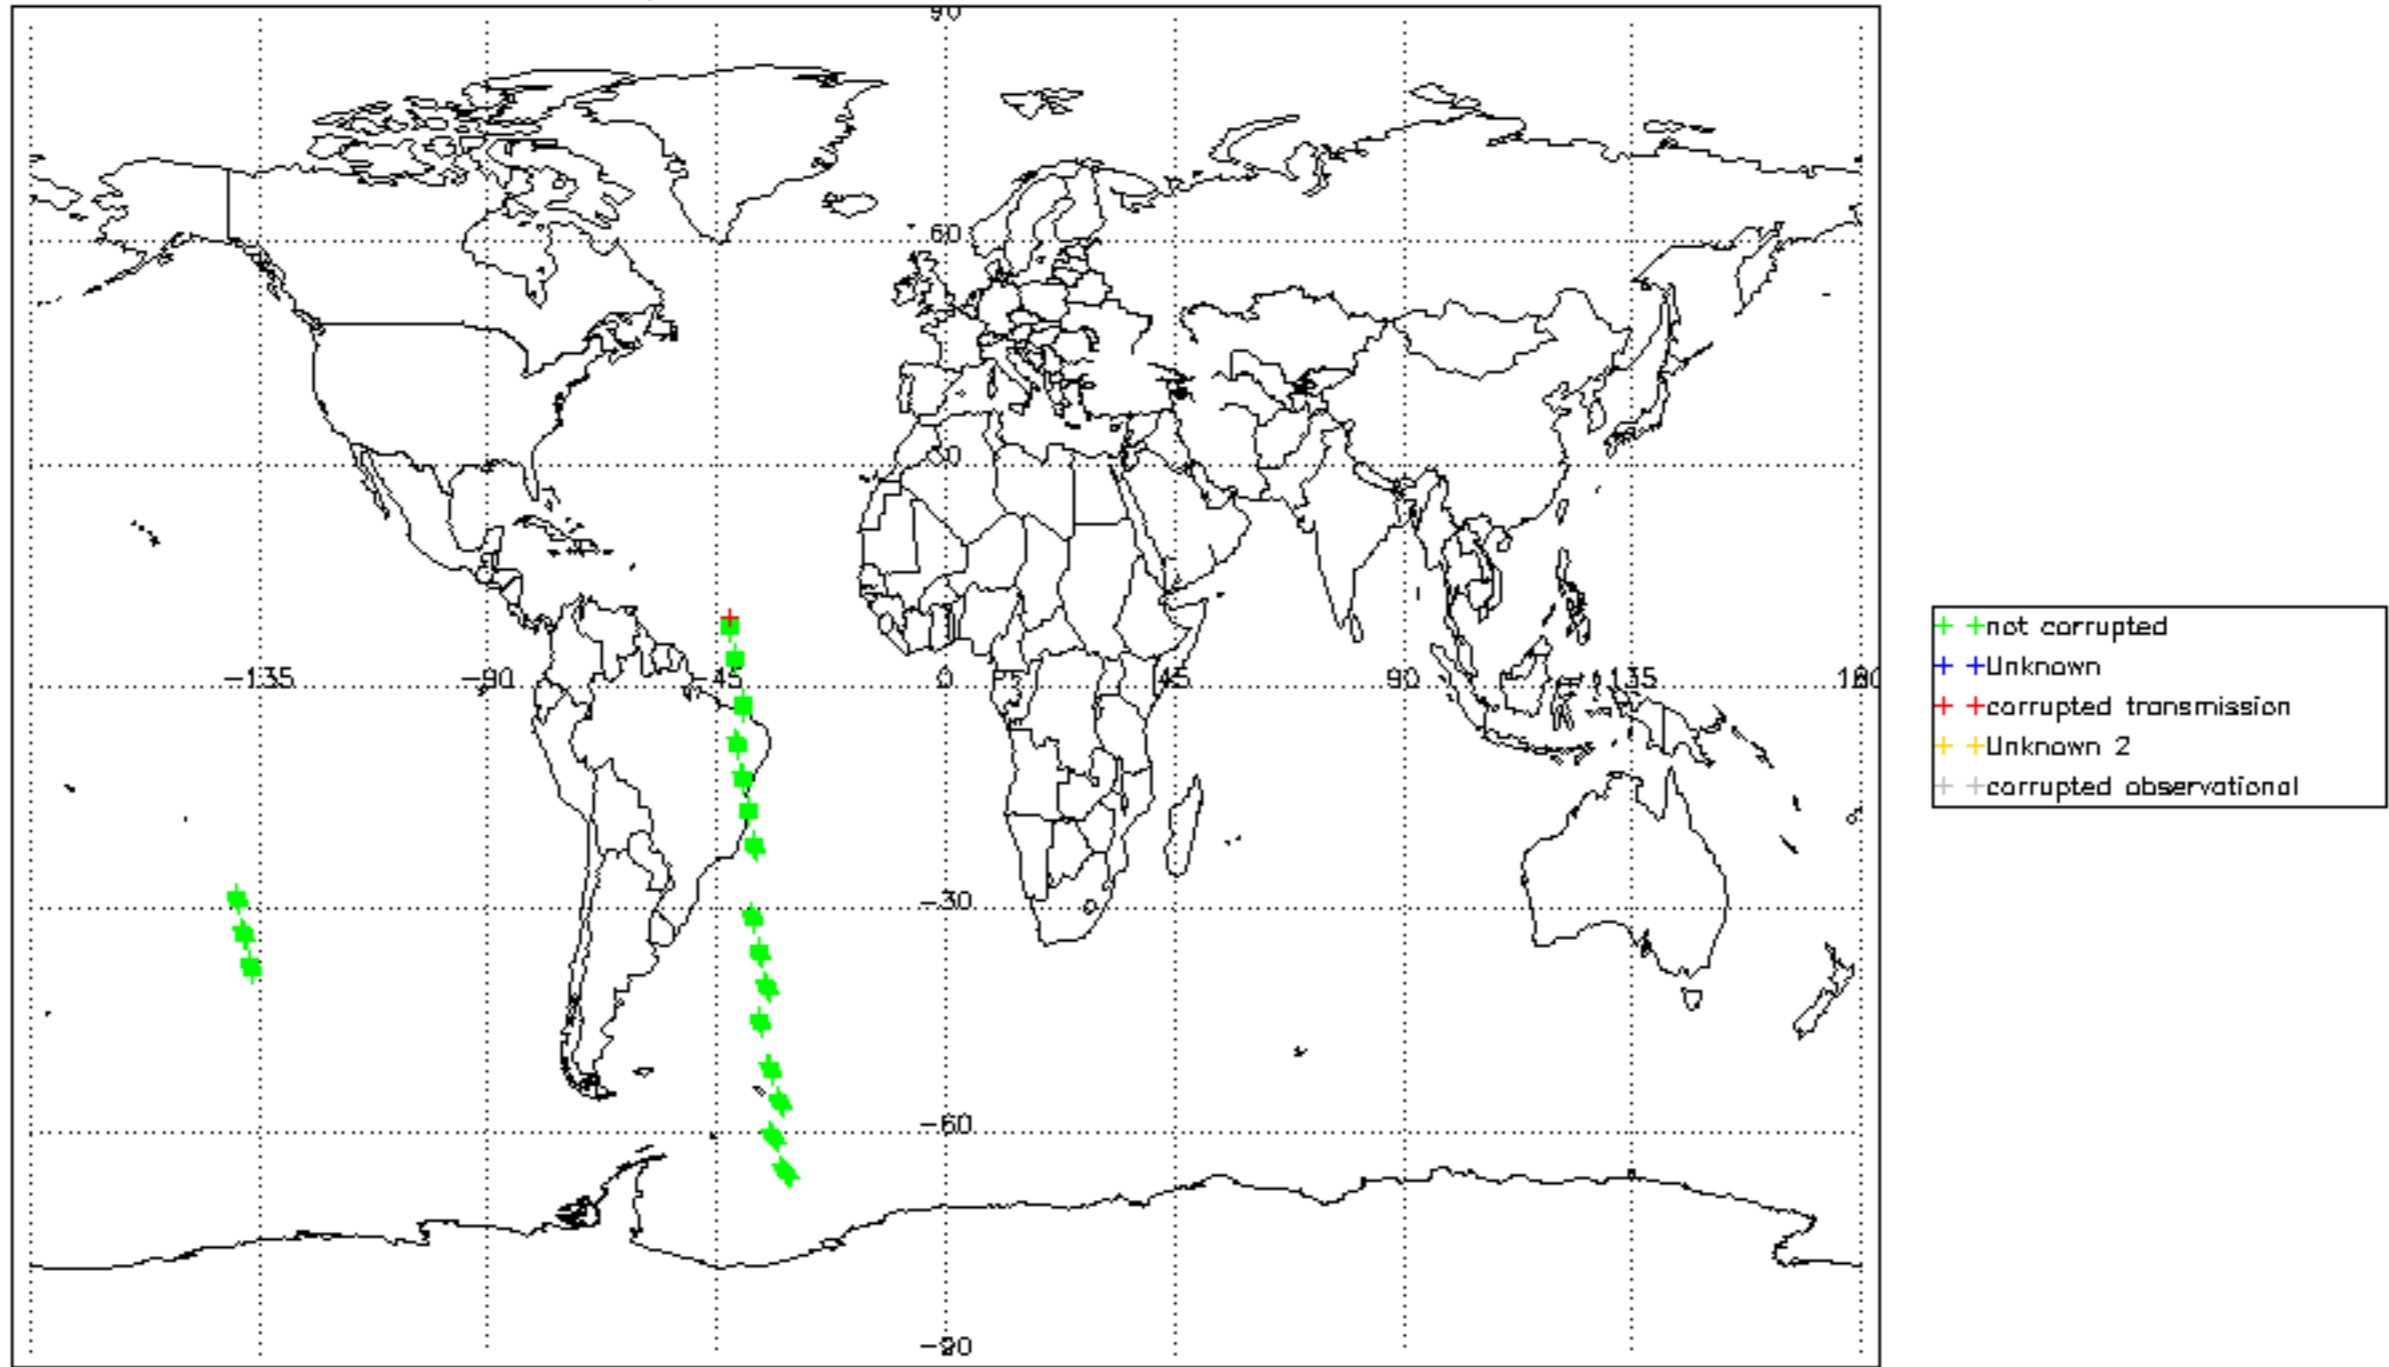 90
60
30
-135
-90
-45
0
45
90
135
180
-30
-60
-90
not corrupted
Unknown
corrupted transmission
Unknown 2
corrupted observational